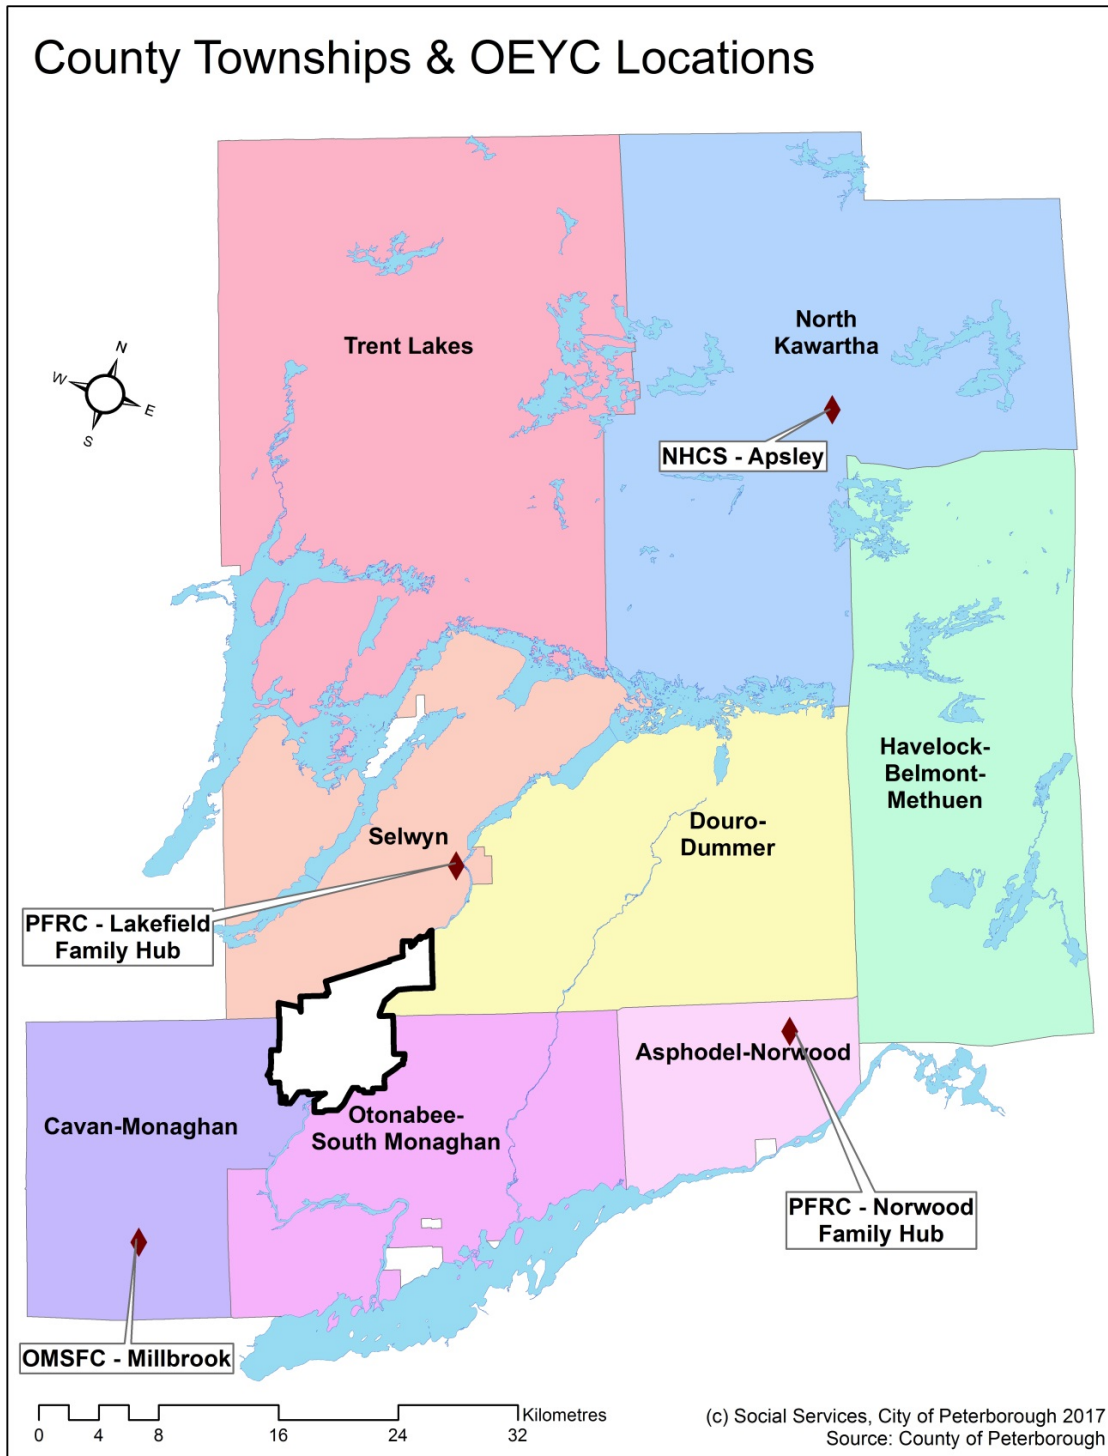 County Townships & OEYC Locations
Trent Lakes
North
Kawartha
N
W
E
S
NHCS - Apsley
Havelock-
Belmont-
Methuen
Selwyn
Douro-
Dummer
PFRC - Lakefield
Family Hub
Asphodel-Norwood
Cavan-Monaghan
Otonabee-
South Monaghan
PFRC - Norwood
Family Hub
OMSFC - Millbrook
Kilometres
0 4 8 16 24 32
(c) Social Services, City of Peterborough 2017
Source: County of Peterborough